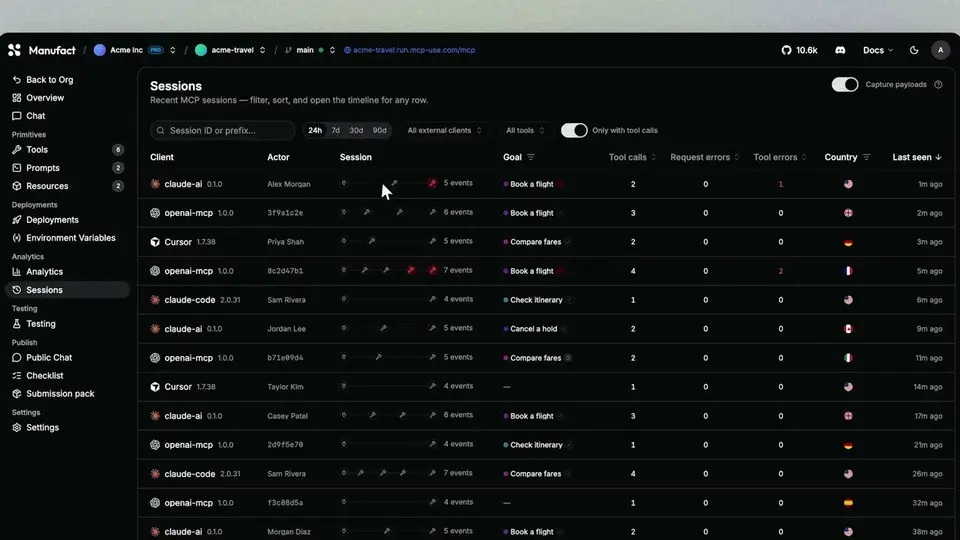 Manufact / Acme Inc PRO / acme-travel / main acme-travel.run.mcp-use.com/mcp 10.6k Docs A
Back to Org
Overview
Chat
Primitives
Tools 6
Prompts 2
Resources 2
Deployments
Deployments
Environment Variables
Analytics
Analytics
Sessions
Testing
Testing
Publish
Public Chat
Checklist
Submission pack
Settings
Settings
Sessions
Recent MCP sessions — filter, sort, and open the timeline for any row.
Capture payloads
Session ID or prefix... 24h 7d 30d 90d All external clients All tools Only with tool calls
Client Actor Session Goal Tool calls Request errors Tool errors Country Last seen
claude-ai 0.1.0 Alex Morgan 5 events Book a flight 2 0 1 1m ago
openai-mcp 1.0.0 3f9a1c2e 6 events Book a flight 3 0 0 2m ago
Cursor 1.7.38 Priya Shah 5 events Compare fares 2 0 0 3m ago
openai-mcp 1.0.0 8c2d47b1 7 events Book a flight 4 0 2 5m ago
claude-code 2.0.31 Sam Rivera 4 events Check itinerary 1 0 0 6m ago
claude-ai 0.1.0 Jordan Lee 5 events Cancel a hold 2 0 0 9m ago
openai-mcp 1.0.0 b71e09d4 5 events Compare fares 2 0 0 11m ago
Cursor 1.7.38 Taylor Kim 4 events — 1 0 0 14m ago
claude-ai 0.1.0 Casey Patel 6 events Book a flight 3 0 0 17m ago
openai-mcp 1.0.0 2d9f5e70 4 events Check itinerary 1 0 0 21m ago
claude-code 2.0.31 Sam Rivera 7 events Compare fares 4 0 0 26m ago
openai-mcp 1.0.0 f3c08d5a 4 events — 1 0 0 32m ago
claude-ai 0.1.0 Morgan Diaz 5 events Book a flight 2 0 0 38m ago